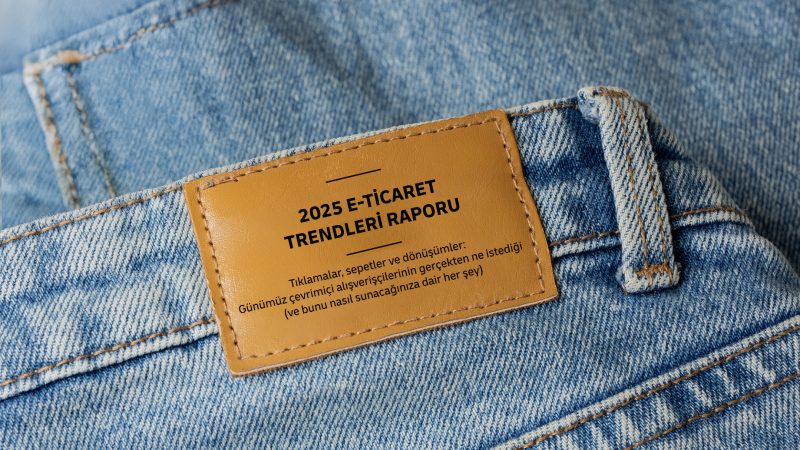 2025 E-TİCARET
TRENDLERİ RAPORU
Tıklamalar, sepetler ve dönüşümler:
Günümüz çevrimiçi alışverişçilerinin gerçekten ne istediği
(ve bunu nasıl sunacağınıza dair her şey)